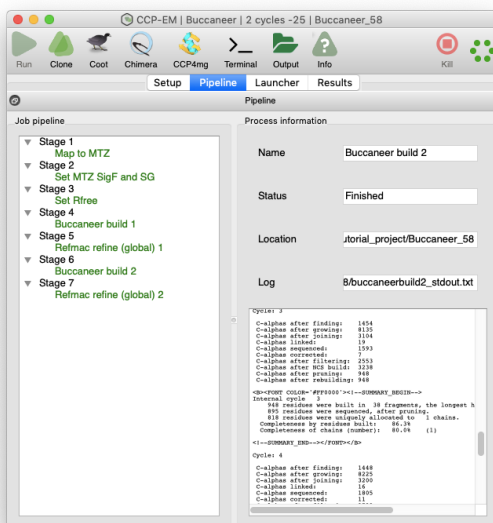 CCP-EM | Buccaneer | 2 cycles -25 | Buccaneer_58
Run Clone Coot Chimera CCP4mg Terminal Output Info Kill
Setup Pipeline Launcher Results
Pipeline
Job pipeline
Stage 1
Map to MTZ
Stage 2
Set MTZ SigF and SG
Stage 3
Set Rfree
Stage 4
Buccaneer build 1
Stage 5
Refmac refine (global) 1
Stage 6
Buccaneer build 2
Stage 7
Refmac refine (global) 2
Process information
Name Buccaneer build 2
Status Finished
Location utorial_project/Buccaneer_58
Log 8/buccaneerbuild2_stdout.txt
Cycle: 3
C-alphas after finding: 1454
C-alphas after growing: 8135
C-alphas after joining: 3104
C-alphas linked: 19
C-alphas sequenced: 1593
C-alphas corrected: 7
C-alphas after filtering: 2553
C-alphas after NCS build: 3238
C-alphas after pruning: 948
C-alphas after rebuilding: 948
<B><FONT COLOR="#FF0000"><!--SUMMARY_BEGIN-->
Internal cycle 3
948 residues were built in 38 fragments, the longest h
895 residues were sequenced, after pruning.
818 residues were uniquely allocated to 1 chains.
Completeness by residues built: 86.3%
Completeness of chains (number): 80.0% (1)
<!--SUMMARY_END--></FONT></B>
Cycle: 4
C-alphas after finding: 1448
C-alphas after growing: 8225
C-alphas after joining: 3200
C-alphas linked: 16
C-alphas sequenced: 1805
C-alphas corrected: 11